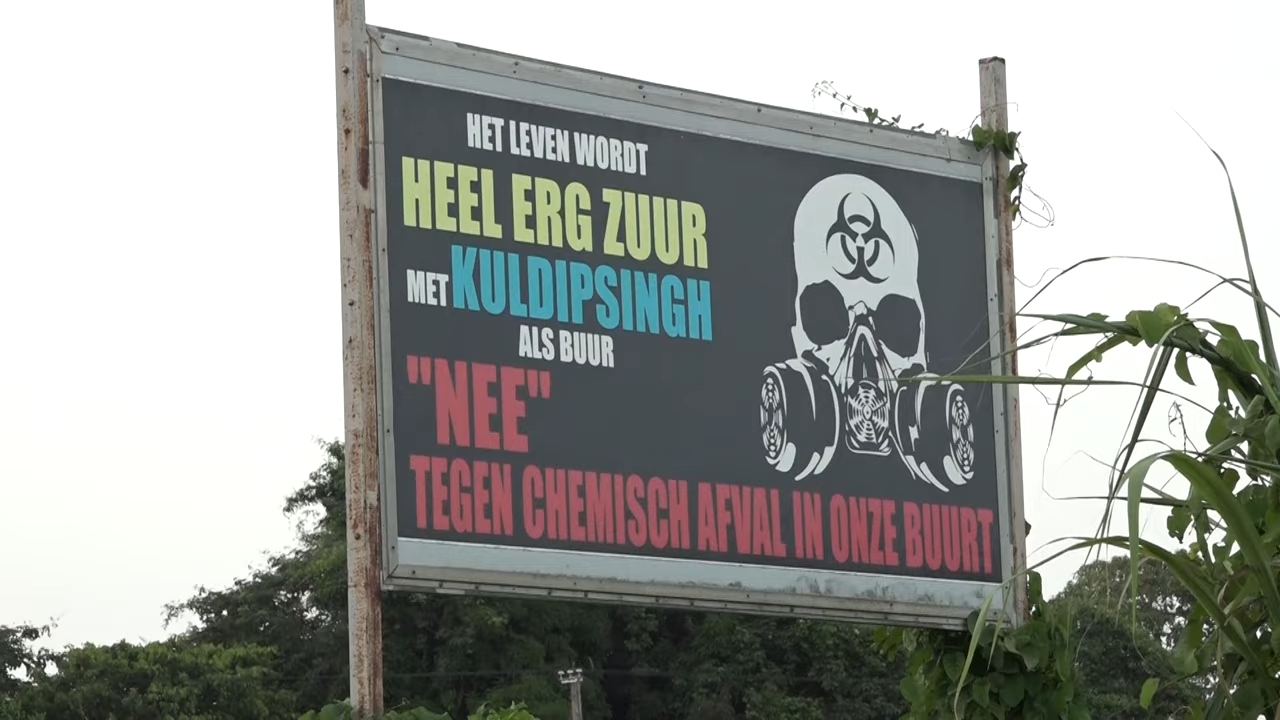 HET LEVEN WORDT
HEEL ERG ZUUR
MET KULDIPSINGH
ALS BUUR
"NEE"
TEGEN CHEMISCH AFVAL IN ONZE BUURT